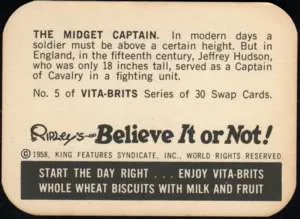 THE MIDGET CAPTAIN. In modern days a
soldier must be above a certain height. But in
England, in the fifteenth century, Jeffrey Hudson,
who was only 18 inches tall, served as a Captain
of Cavalry in a fighting unit.
No. 5 of VITA-BRITS Series of 30 Swap Cards.
Ripley's Believe It or Not!
© 1958, KING FEATURES SYNDICATE, INC., WORLD RIGHTS RESERVED.
START THE DAY RIGHT . . . ENJOY VITA-BRITS
WHOLE WHEAT BISCUITS WITH MILK AND FRUIT